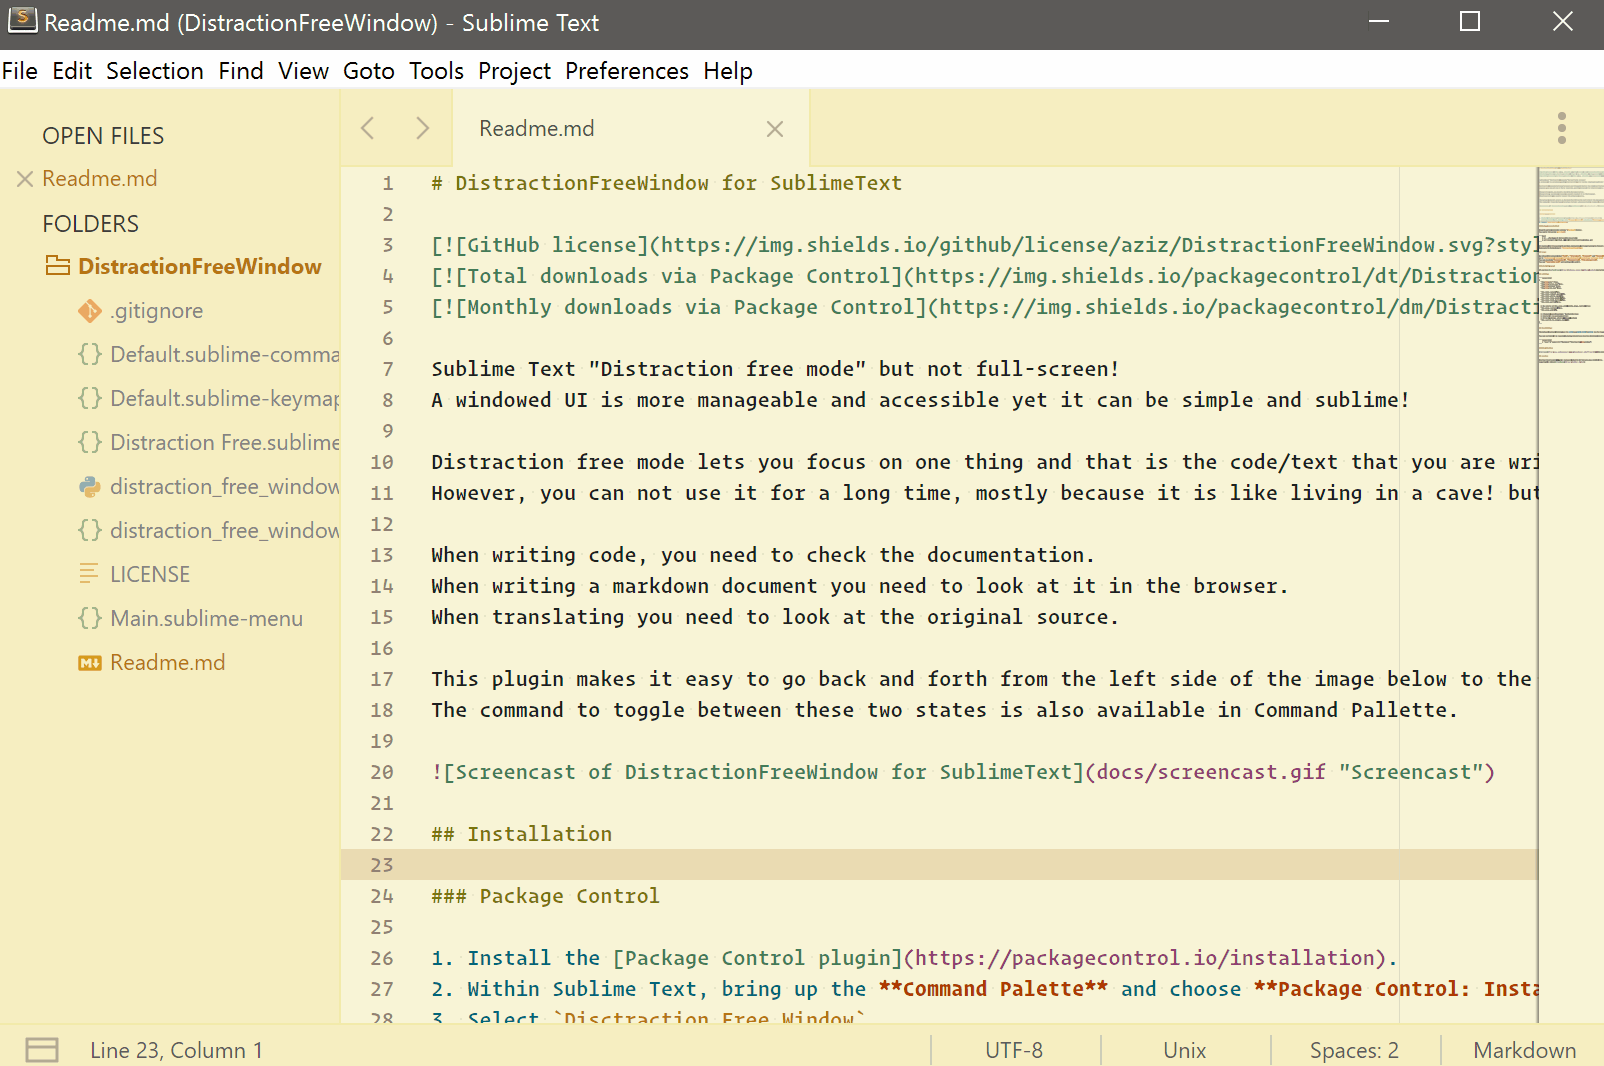 Readme.md (DistractionFreeWindow) - Sublime Text
File Edit Selection Find View Goto Tools Project Preferences Help
OPEN FILES
Readme.md
FOLDERS
DistractionFreeWindow
.gitignore
Default.sublime-comma
Default.sublime-keymap
Distraction Free.sublime
distraction_free_window
distraction_free_window
LICENSE
Main.sublime-menu
Readme.md
Readme.md
1 # DistractionFreeWindow for SublimeText
2
3 [![GitHub license](https://img.shields.io/github/license/aziz/DistractionFreeWindow.svg?styl
4 [![Total downloads via Package Control](https://img.shields.io/packagecontrol/dt/Distraction
5 [![Monthly downloads via Package Control](https://img.shields.io/packagecontrol/dm/Distracti
6
7 Sublime Text "Distraction free mode" but not full-screen!
8 A windowed UI is more manageable and accessible yet it can be simple and sublime!
9
10 Distraction free mode lets you focus on one thing and that is the code/text that you are wri
11 However, you can not use it for a long time, mostly because it is like living in a cave! but
12
13 When writing code, you need to check the documentation.
14 When writing a markdown document you need to look at it in the browser.
15 When translating you need to look at the original source.
16
17 This plugin makes it easy to go back and forth from the left side of the image below to the
18 The command to toggle between these two states is also available in Command Pallette.
19
20 ![Screencast of DistractionFreeWindow for SublimeText](docs/screencast.gif "Screencast")
21
22 ## Installation
23
24 ### Package Control
25
26 1. Install the [Package Control plugin](https://packagecontrol.io/installation).
27 2. Within Sublime Text, bring up the **Command Palette** and choose **Package Control: Insta
28 3. Select `Disctraction Free Window`
Line 23, Column 1
UTF-8
Unix
Spaces: 2
Markdown